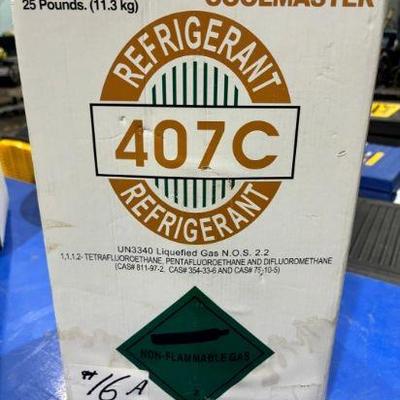 25 Pounds. (11.3 kg)
COOLMASTER
REFRIGERANT
407C
REFRIGERANT
UN3340 Liquefied Gas N.O.S. 2.2
1,1,1,2- TETRAFLUOROETHANE, PENTAFLUOROETHANE AND DIFLUOROMETHANE
(CAS# 811-97-2, CAS# 354-33-6 AND CAS# 75-10-5)
NON-FLAMMABLE GAS
2
#16A